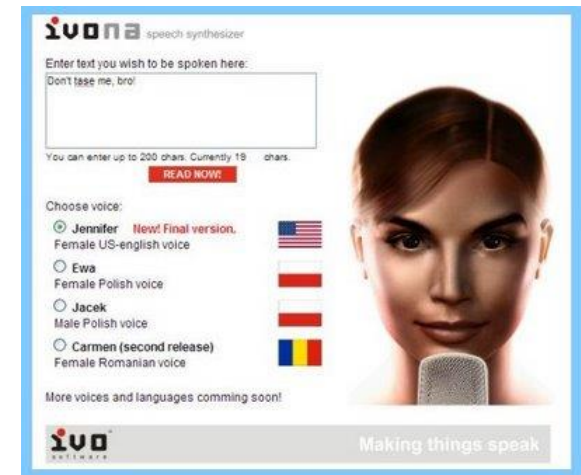 ivona speech synthesizer
Enter text you wish to be spoken here:
Don't tase me, bro!
You can enter up to 200 chars. Currently 19 chars.
READ NOW!
Choose voice:
Jennifer New! Final version.
Female US-english voice
Ewa
Female Polish voice
Jacek
Male Polish voice
Carmen (second release)
Female Romanian voice
More voices and languages comming soon!
ivo software
Making things speak